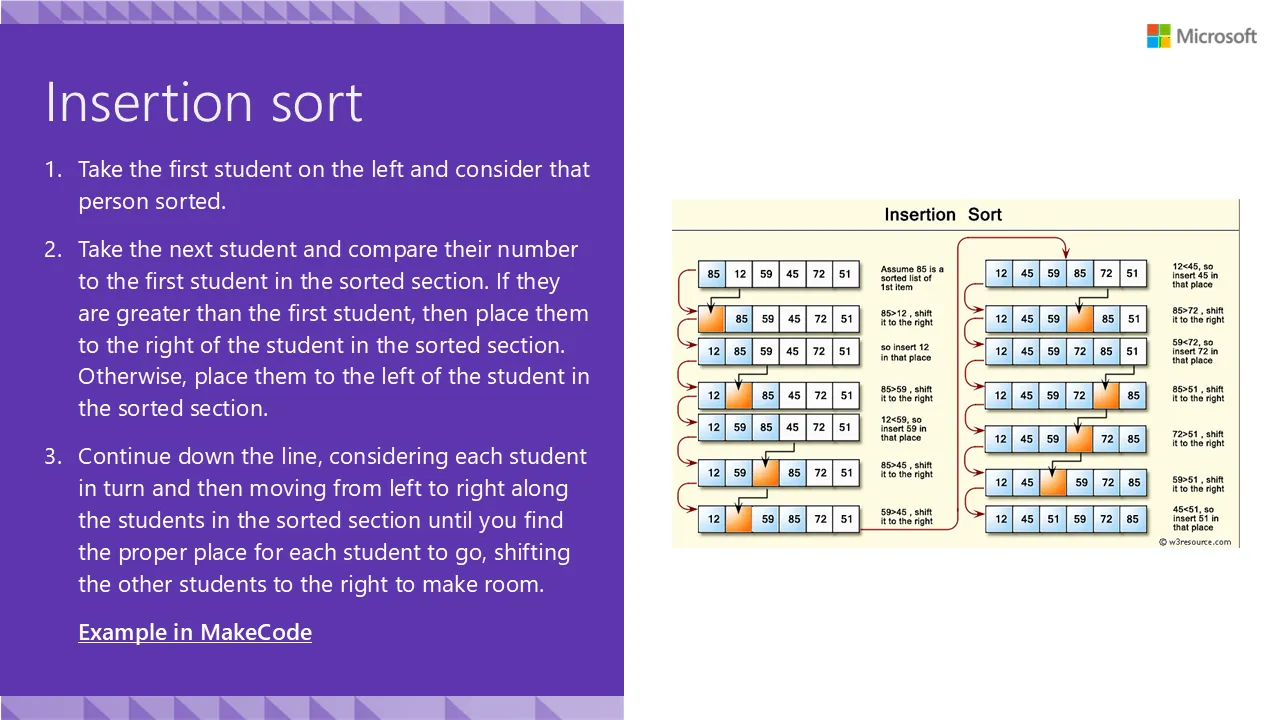 Microsoft
Insertion sort
1. Take the first student on the left and consider that
person sorted.
2. Take the next student and compare their number
to the first student in the sorted section. If they
are greater than the first student, then place them
to the right of the student in the sorted section.
Otherwise, place them to the left of the student in
the sorted section.
3. Continue down the line, considering each student
in turn and then moving from left to right along
the students in the sorted section until you find
the proper place for each student to go, shifting
the other students to the right to make room.
Example in MakeCode
Insertion Sort
85 12 59 45 72 51
Assume 85 is a
sorted list of
1st item
85 59 45 72 51
85>12 , shift
it to the right
12 85 59 45 72 51
so insert 12
in that place
12 85 45 72 51
85>59 , shift
it to the right
12 59 85 45 72 51
12<59, so
insert 59 in
that place
12 59 85 72 51
85>45 , shift
it to the right
12 59 85 72 51
59>45 , shift
it to the right
12 45 59 85 72 51
12<45, so
insert 45 in
that place
12 45 59 85 51
85>72 , shift
it to the right
12 45 59 72 85 51
59<72, so
insert 72 in
that place
12 45 59 72 85
85>51 , shift
it to the right
12 45 59 72 85
72>51 , shift
it to the right
12 45 59 72 85
59>51 , shift
it to the right
12 45 51 59 72 85
45<51, so
insert 51 in
that place
© w3resource.com